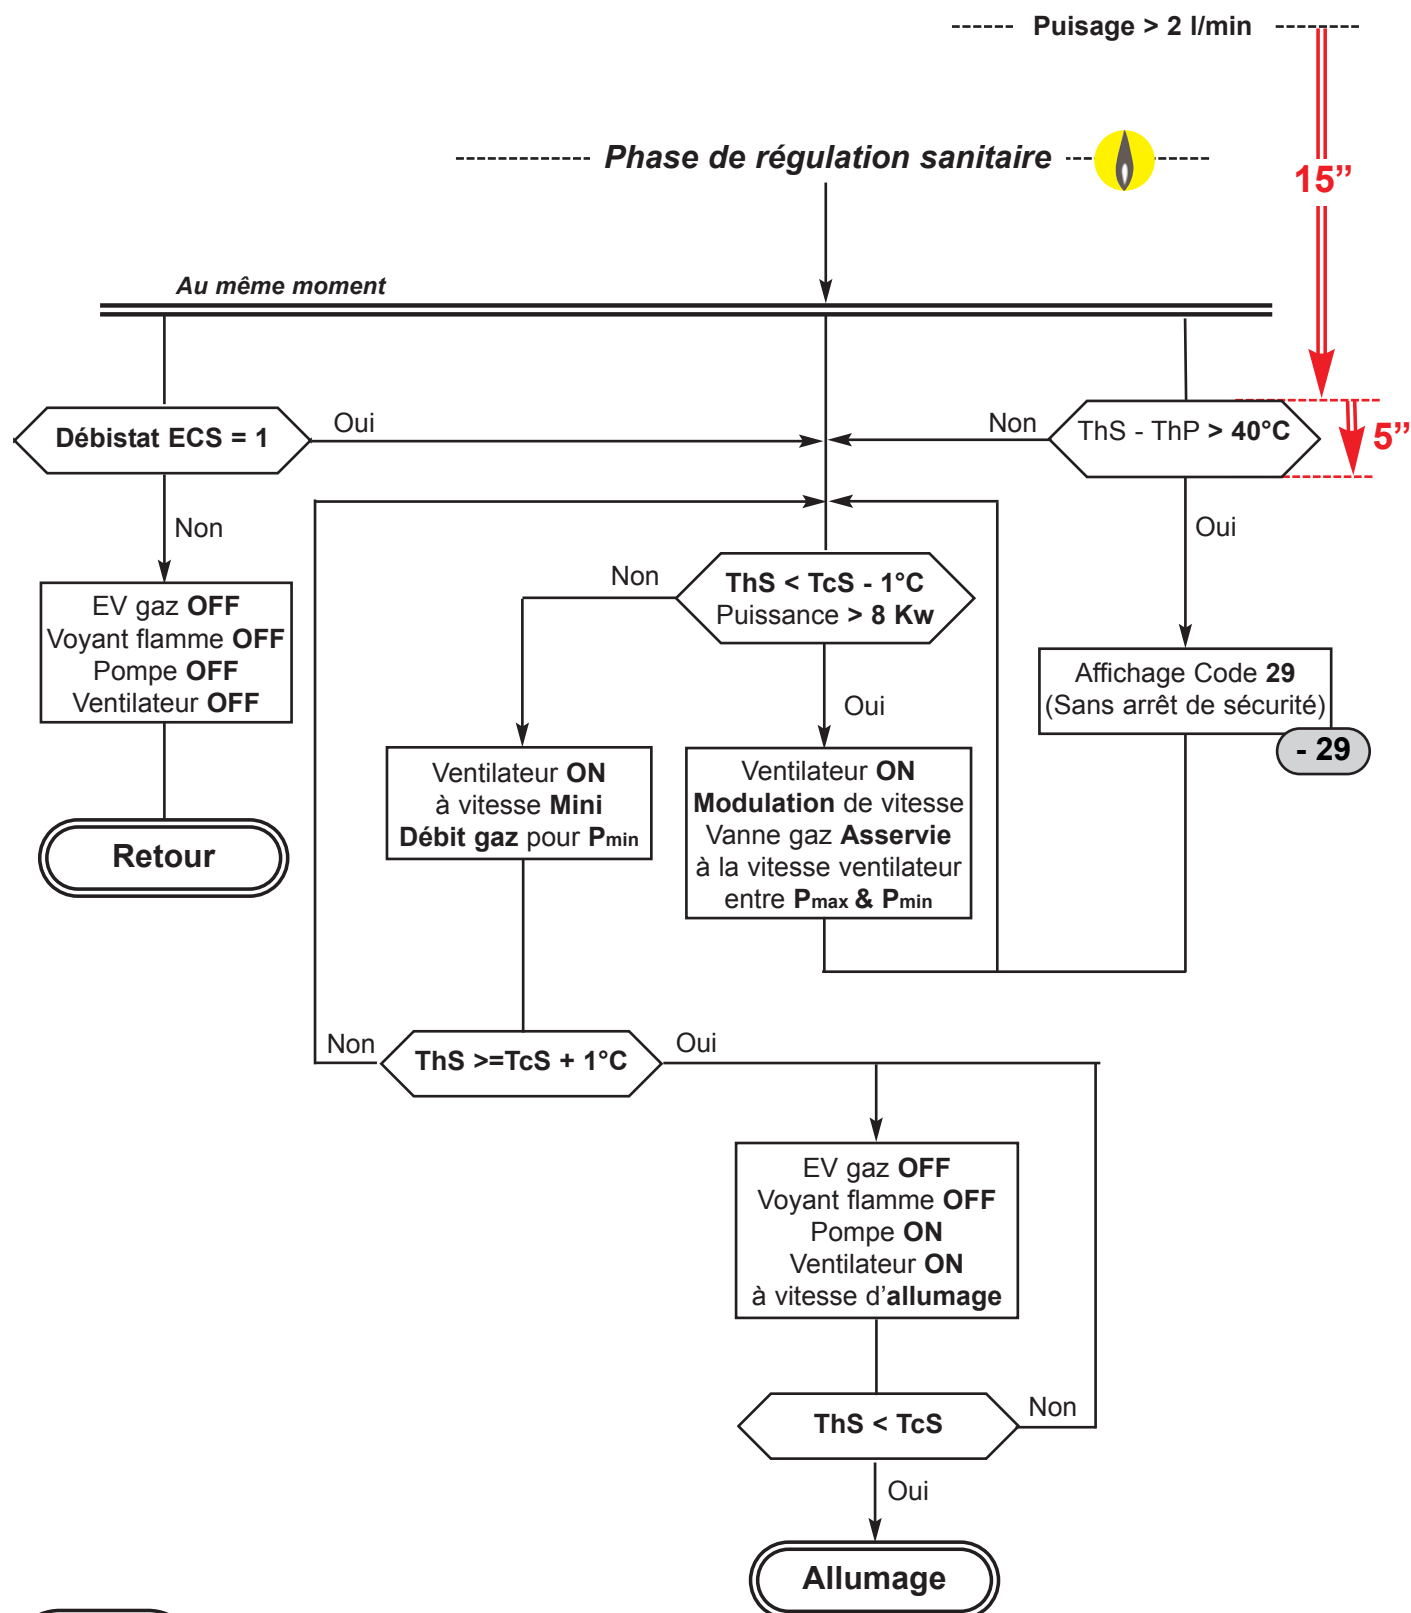 Puisage > 2 l/min
Phase de régulation sanitaire
15”
Au même moment
Débistat ECS = 1
Oui
Non
ThS - ThP > 40°C
5”
Non
Oui
EV gaz OFF
Voyant flamme OFF
Pompe OFF
Ventilateur OFF
Retour
Non
ThS < TcS - 1°C
Puissance > 8 Kw
Oui
Affichage Code 29
(Sans arrêt de sécurité)
- 29
Ventilateur ON
à vitesse Mini
Débit gaz pour Pmin
Ventilateur ON
Modulation de vitesse
Vanne gaz Asservie
à la vitesse ventilateur
entre Pmax & Pmin
Non
ThS >=TcS + 1°C
Oui
EV gaz OFF
Voyant flamme OFF
Pompe ON
Ventilateur ON
à vitesse d’allumage
ThS < TcS
Non
Oui
Allumage